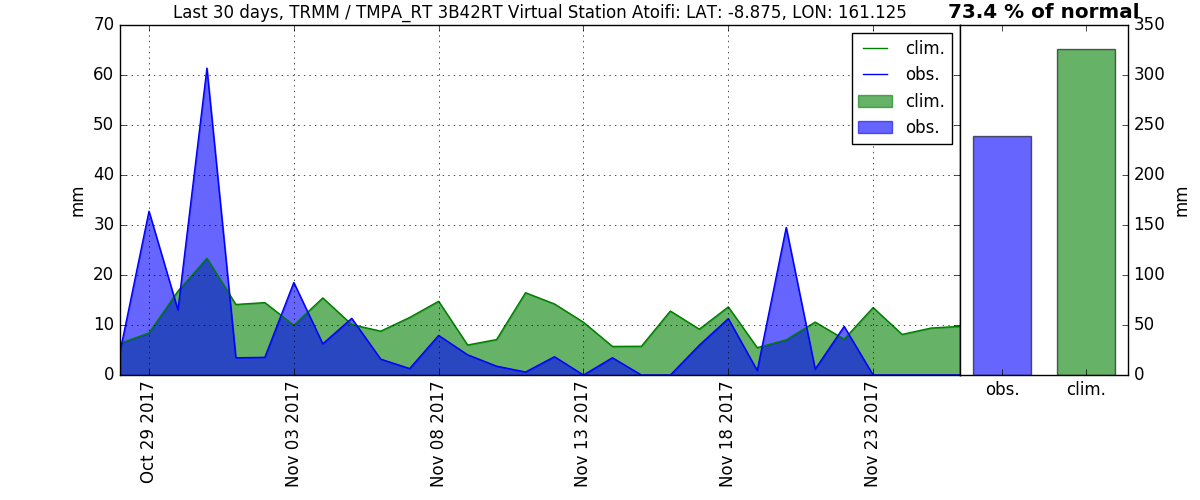 Last 30 days, TRMM / TMPA_RT 3B42RT Virtual Station Atoifi: LAT: -8.875, LON: 161.125
73.4 % of normal
70
60
50
40
30
20
10
0
mm
clim.
obs.
clim.
obs.
Oct 29 2017
Nov 03 2017
Nov 08 2017
Nov 13 2017
Nov 18 2017
Nov 23 2017
350
300
250
200
150
100
50
0
mm
obs.
clim.